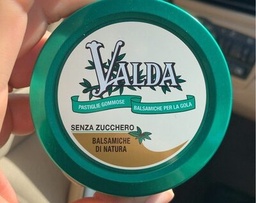 VALDA
PASTIGLIE GOMMOSE BALSAMICHE PER LA GOLA
SENZA ZUCCHERO
BALSAMICHE
DI NATURA